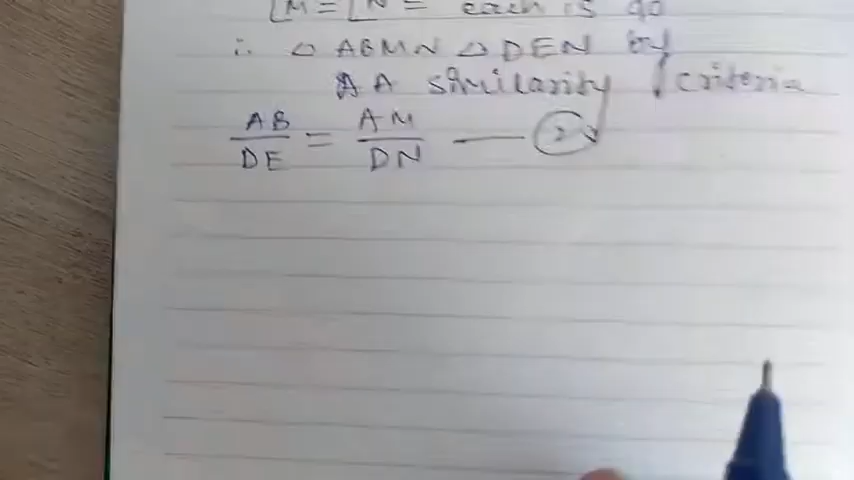 ∠M = ∠N = each is 90
∴ △ ABM ~ △ DEN by
AA similarity criteria
AB/DE = AM/DN — (2)